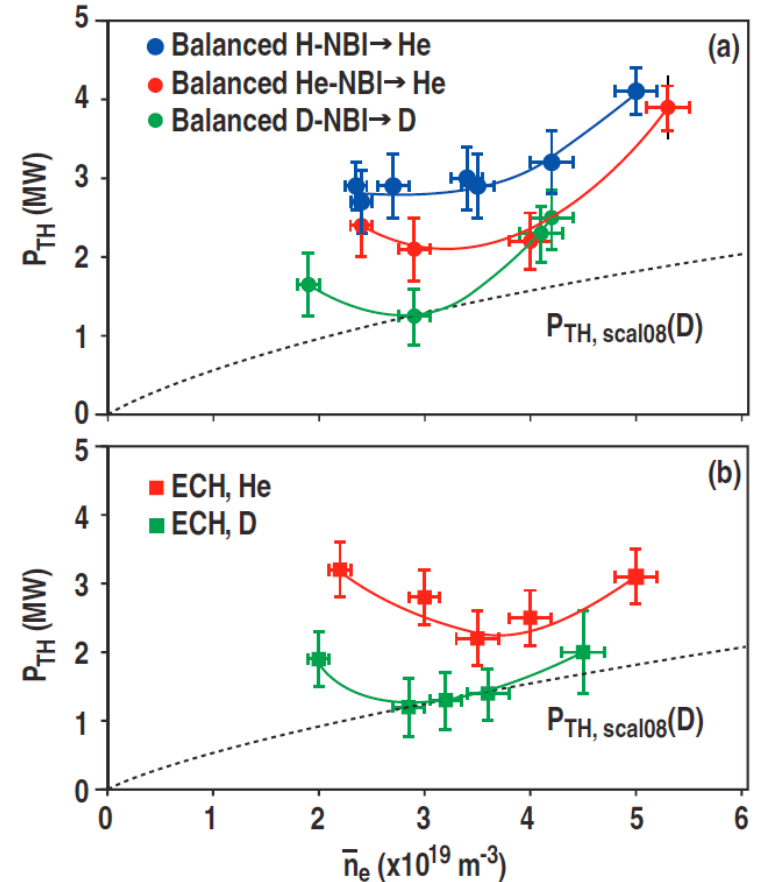 (a)
Balanced H-NBI→He
Balanced He-NBI→He
Balanced D-NBI→D
P_TH (MW)
5
4
3
2
1
0
P_TH, scal08(D)
(b)
ECH, He
ECH, D
P_TH (MW)
5
4
3
2
1
0
P_TH, scal08(D)
0 1 2 3 4 5 6
n̅_e (x10^19 m^-3)